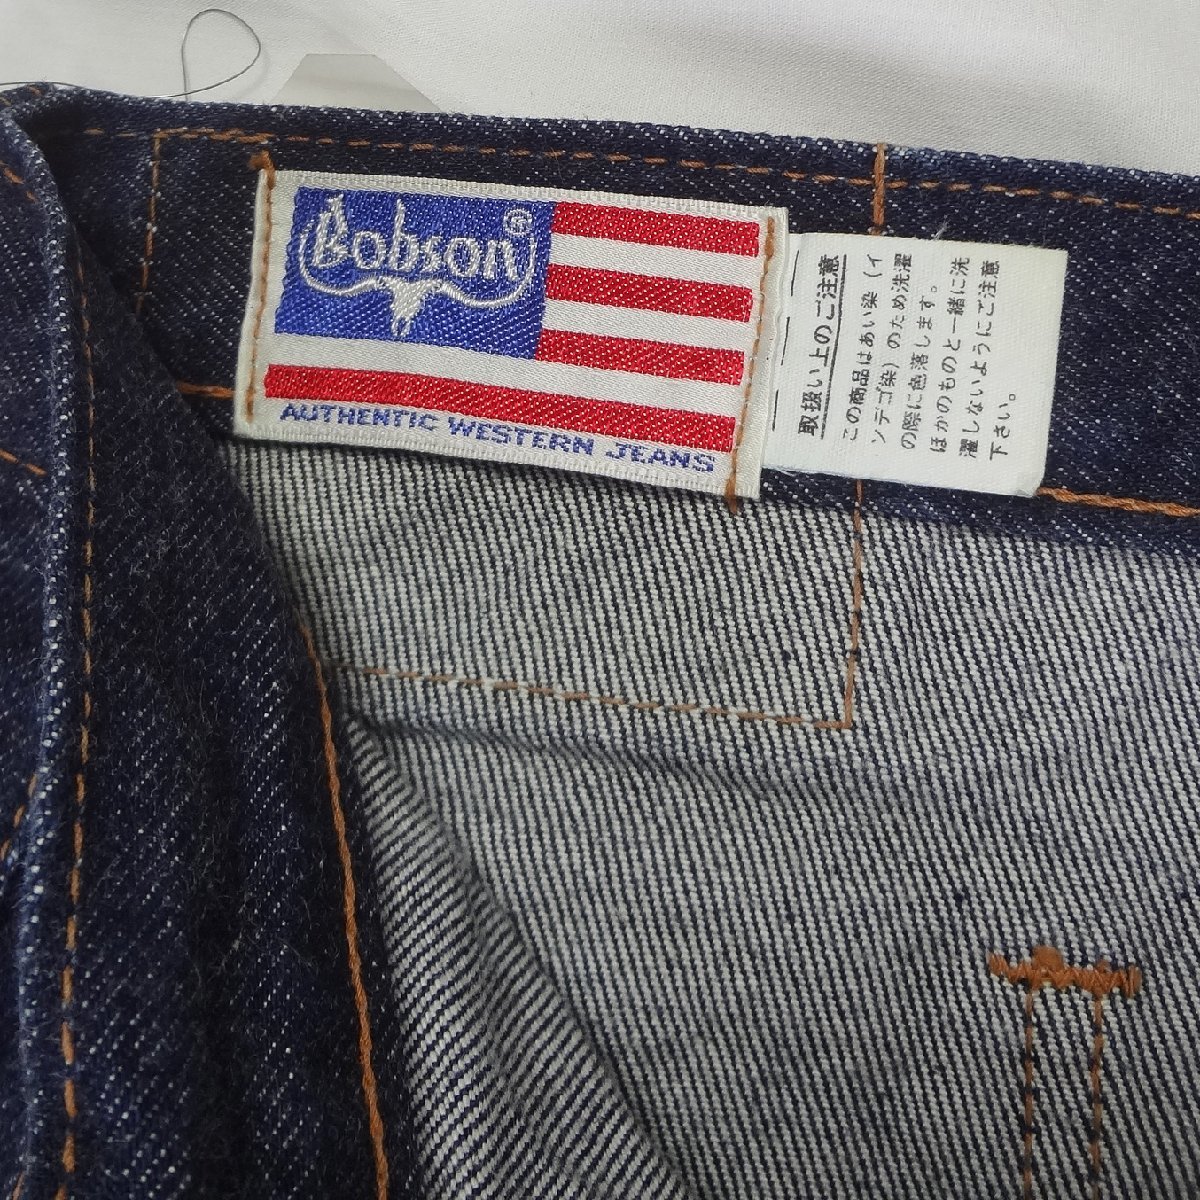 Bobson®
AUTHENTIC WESTERN JEANS
取扱い上のご注意
この商品はあい染（イ
ンデゴ染）のため洗濯
の際に色落します。
ほかのものと一緒に洗
濯しないようにご注意
下さい。